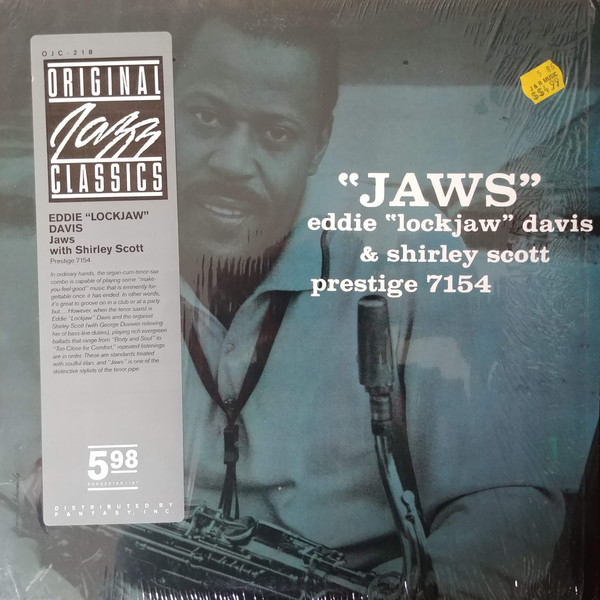 OJC-218
ORIGINAL
Jazz
CLASSICS
EDDIE "LOCKJAW"
DAVIS
Jaws
with Shirley Scott
Prestige 7154
In ordinary hands, the organ-cum-tenor-sax
combo is capable of playing some "make-
you-feel-good" music that is eminently for-
gettable once it has ended. In other words,
it's great to groove on in a club or at a party
but.... However, when the tenor saxist is
Eddie "Lockjaw" Davis and the organist
Shirley Scott (with George Duvivier relieving
her of bass-line duties), playing rich evergreen
ballads that range from "Body and Soul" to
"Too Close for Comfort," repeated listenings
are in order. These are standards treated
with soulful élan, and "Jaws" is one of the
distinctive stylists of the tenor pipe.
5 98
DISTRIBUTED BY
FANTASY, INC.
"JAWS"
eddie "lockjaw" davis
& shirley scott
prestige 7154
J & R MUSIC
$$4.99